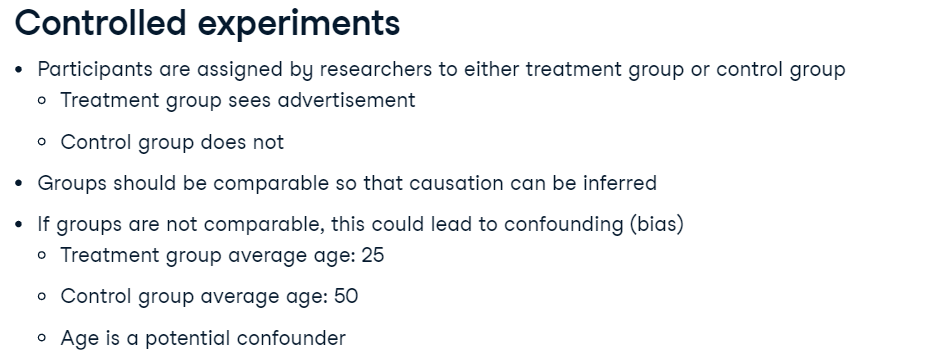 Controlled experiments
• Participants are assigned by researchers to either treatment group or control group
◦ Treatment group sees advertisement
◦ Control group does not
• Groups should be comparable so that causation can be inferred
• If groups are not comparable, this could lead to confounding (bias)
◦ Treatment group average age: 25
◦ Control group average age: 50
◦ Age is a potential confounder